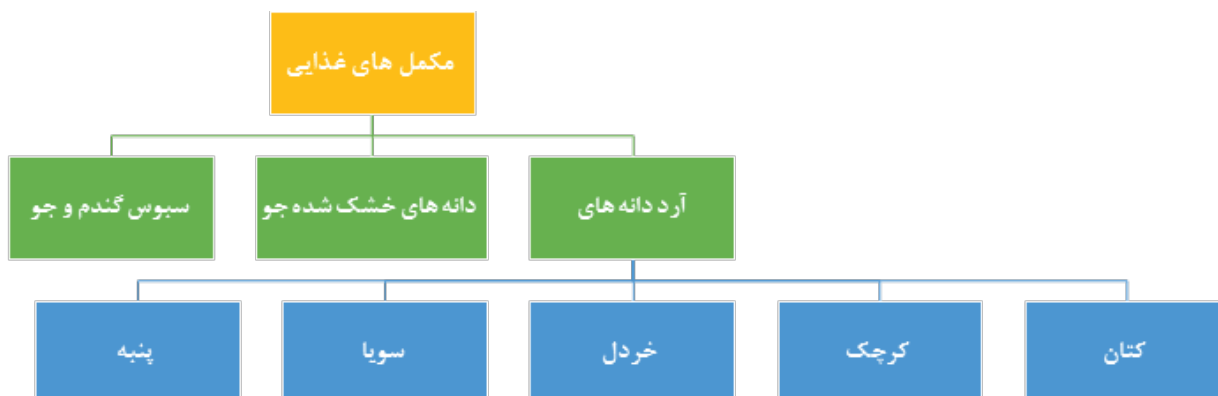 مکمل های غذایی
آرد دانه های
دانه های خشک شده جو
سبوس گندم و جو
کتان
کرچک
خردل
سویا
پنبه